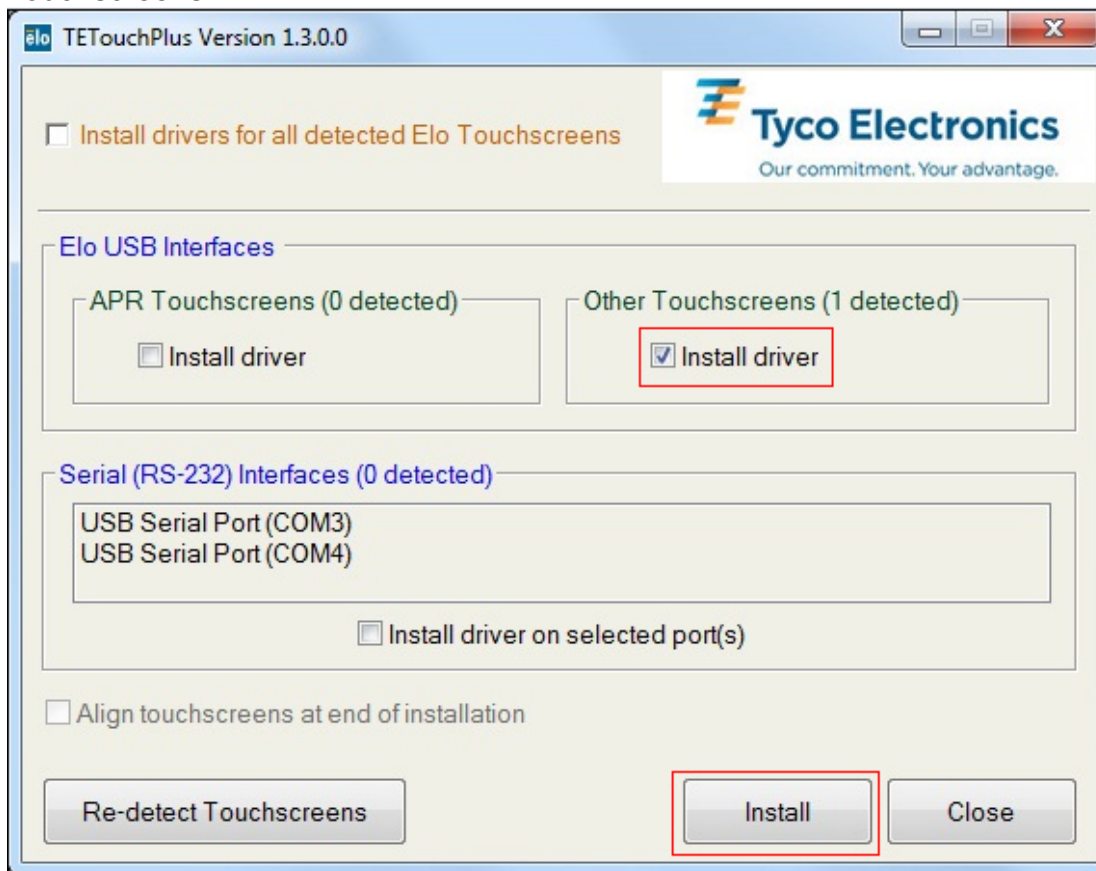 TETouchPlus Version 1.3.0.0
Install drivers for all detected Elo Touchscreens
Tyco Electronics
Our commitment. Your advantage.
Elo USB Interfaces
APR Touchscreens (0 detected)
Other Touchscreens (1 detected)
Install driver
Install driver
Serial (RS-232) Interfaces (0 detected)
USB Serial Port (COM3)
USB Serial Port (COM4)
Install driver on selected port(s)
Align touchscreens at end of installation
Re-detect Touchscreens
Install
Close